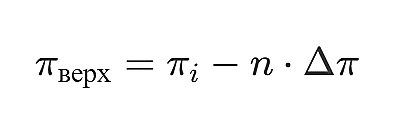 π_верх = π_i − n · Δπ